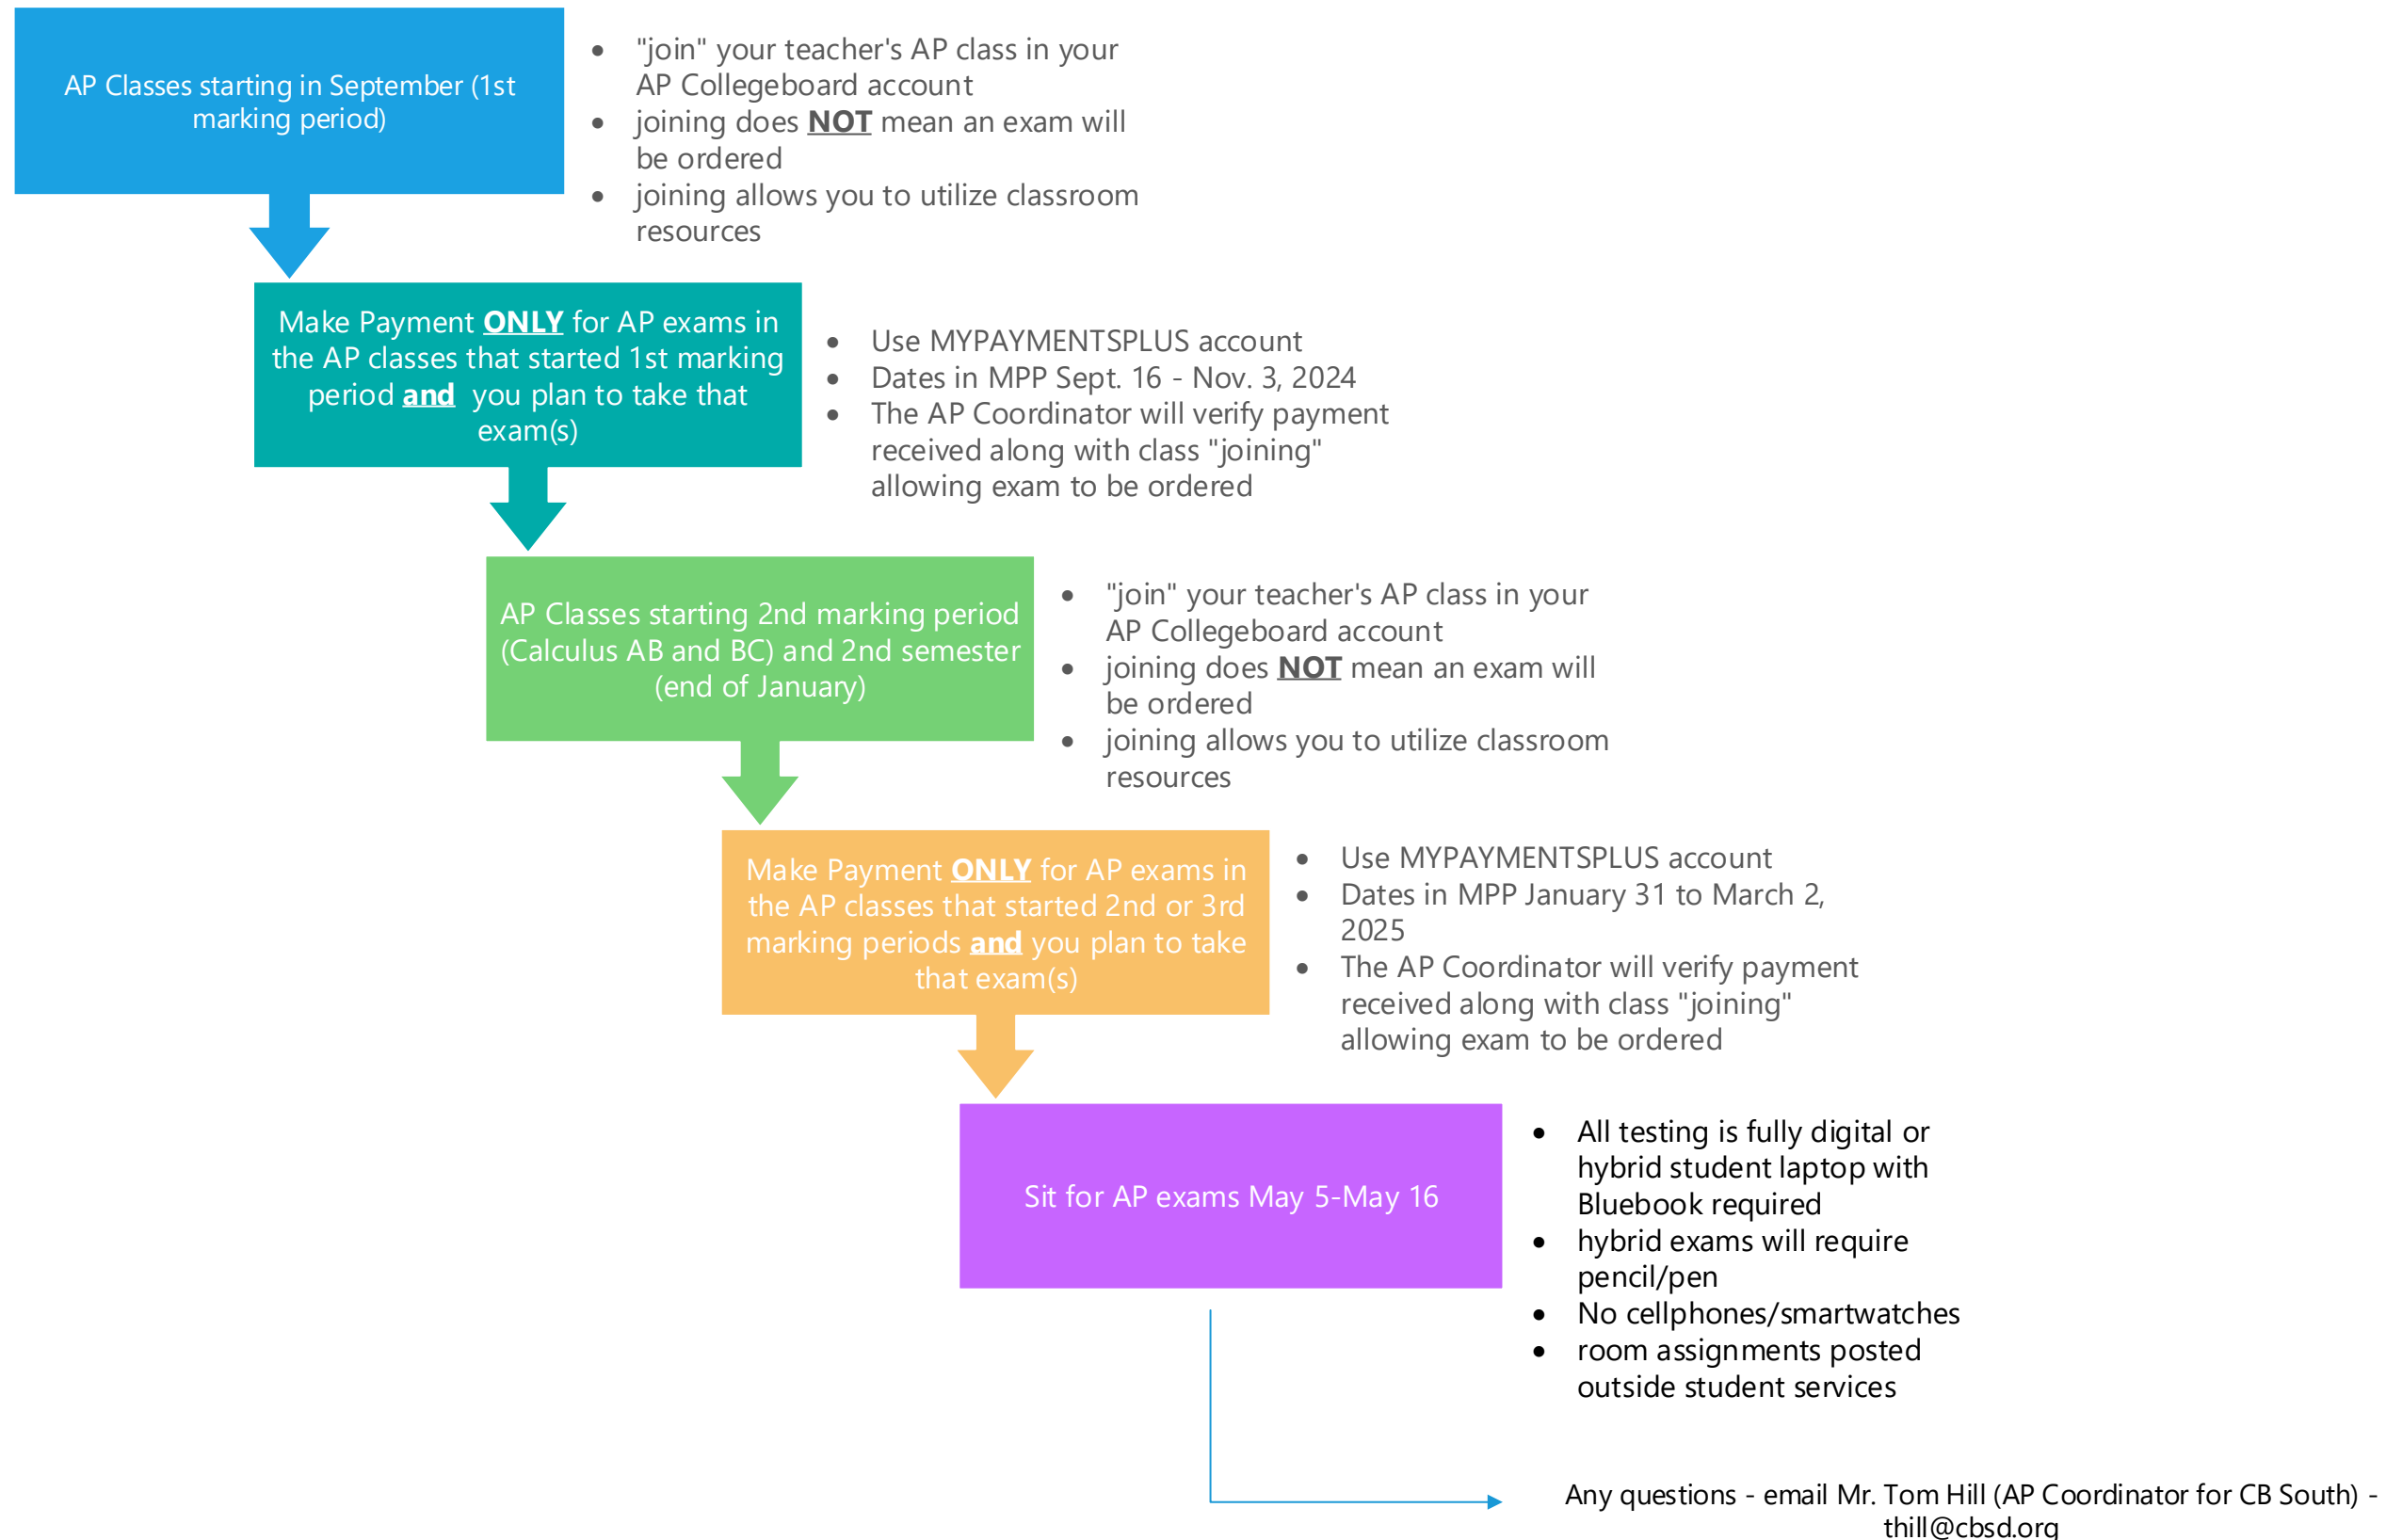 AP Classes starting in September (1st
marking period)
• "join" your teacher's AP class in your
AP Collegeboard account
• joining does NOT mean an exam will
be ordered
• joining allows you to utilize classroom
resources
Make Payment ONLY for AP exams in
the AP classes that started 1st marking
period and you plan to take that
exam(s)
• Use MYPAYMENTSPLUS account
• Dates in MPP Sept. 16 - Nov. 3, 2024
• The AP Coordinator will verify payment
received along with class "joining"
allowing exam to be ordered
AP Classes starting 2nd marking period
(Calculus AB and BC) and 2nd semester
(end of January)
• "join" your teacher's AP class in your
AP Collegeboard account
• joining does NOT mean an exam will
be ordered
• joining allows you to utilize classroom
resources
Make Payment ONLY for AP exams in
the AP classes that started 2nd or 3rd
marking periods and you plan to take
that exam(s)
• Use MYPAYMENTSPLUS account
• Dates in MPP January 31 to March 2,
2025
• The AP Coordinator will verify payment
received along with class "joining"
allowing exam to be ordered
Sit for AP exams May 5-May 16
• All testing is fully digital or
hybrid student laptop with
Bluebook required
• hybrid exams will require
pencil/pen
• No cellphones/smartwatches
• room assignments posted
outside student services
Any questions - email Mr. Tom Hill (AP Coordinator for CB South) -
thill@cbsd.org